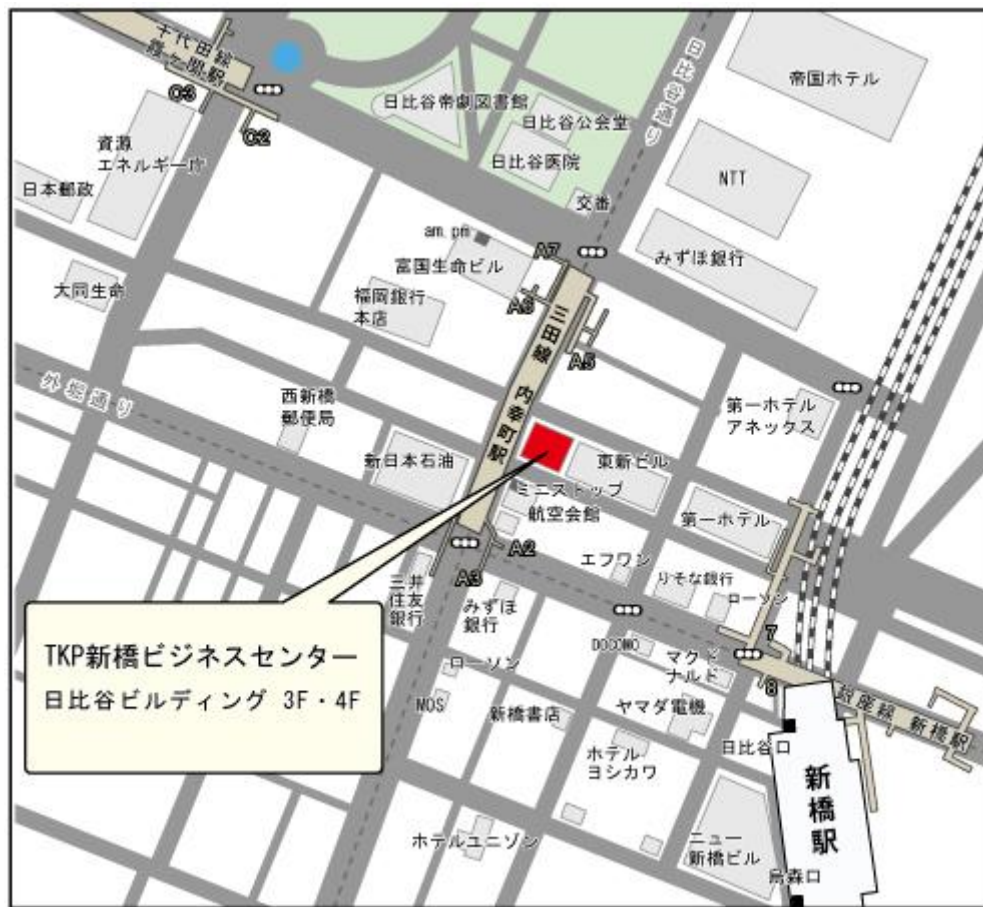 千代田線
霞ヶ関駅
C3
C2
資源
エネルギー庁
日本郵政
大同生命
日比谷帝劇図書館
日比谷公会堂
日比谷医院
交番
日比谷通り
帝国ホテル
NTT
みずほ銀行
am.pm
富国生命ビル
福岡銀行
本店
A7
A6
A5
三田線 内幸町駅
外堀通り
西新橋
郵便局
新日本石油
東新ビル
ミニストップ
航空会館
第一ホテル
アネックス
第一ホテル
A2
A3
三井
住友
銀行
みずほ
銀行
エフワン
りそな銀行
ローソン
DOCOMO
マクド
ナルド
7
8
銀座線 新橋駅
ローソン
MOS
新橋書店
ヤマダ電機
ホテル
ヨシカワ
日比谷口
新橋駅
ホテルユニゾン
ニュー
新橋ビル
烏森口
TKP新橋ビジネスセンター
日比谷ビルディング 3F・4F